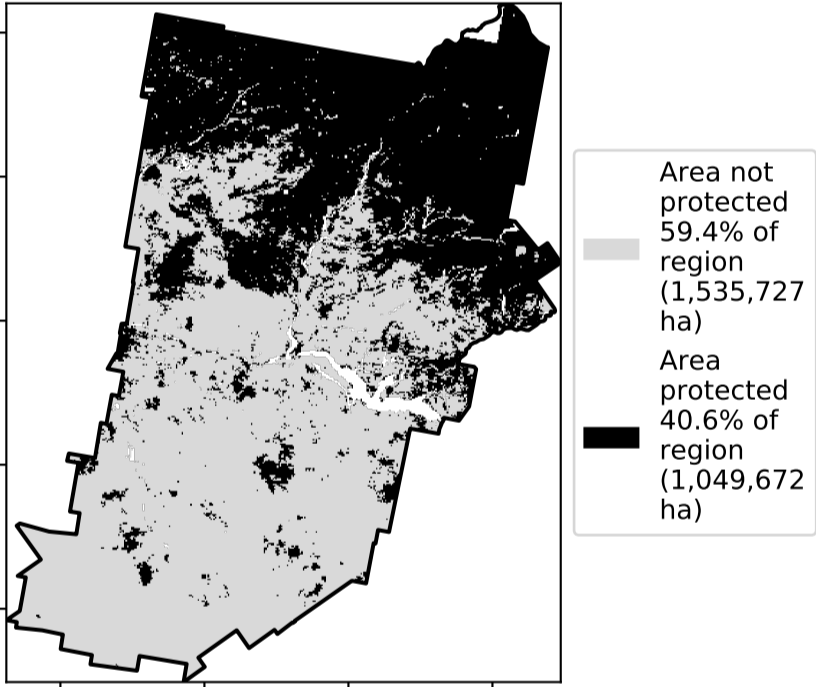 Area not
protected
59.4% of
region
(1,535,727
ha)
Area
protected
40.6% of
region
(1,049,672
ha)